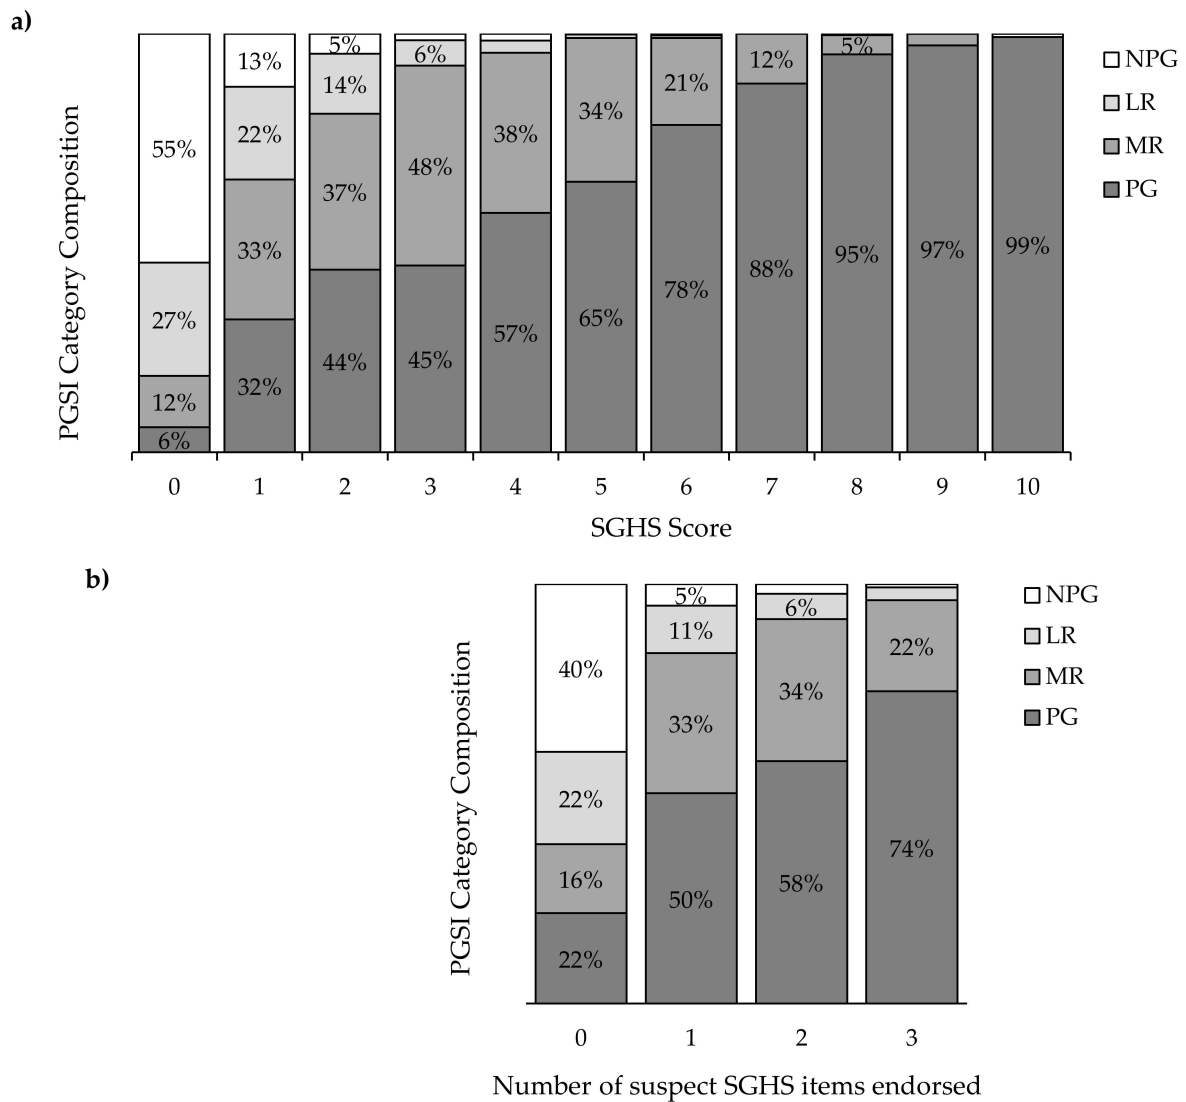 a)
NPG
LR
MR
PG
PGSI Category Composition
55%
27%
12%
6%
13%
22%
33%
32%
5%
14%
37%
44%
6%
48%
45%
38%
57%
34%
65%
21%
78%
12%
88%
5%
95%
97%
99%
0 1 2 3 4 5 6 7 8 9 10
SGHS Score
b)
NPG
LR
MR
PG
PGSI Category Composition
40%
22%
16%
22%
5%
11%
33%
50%
6%
34%
58%
22%
74%
0 1 2 3
Number of suspect SGHS items endorsed